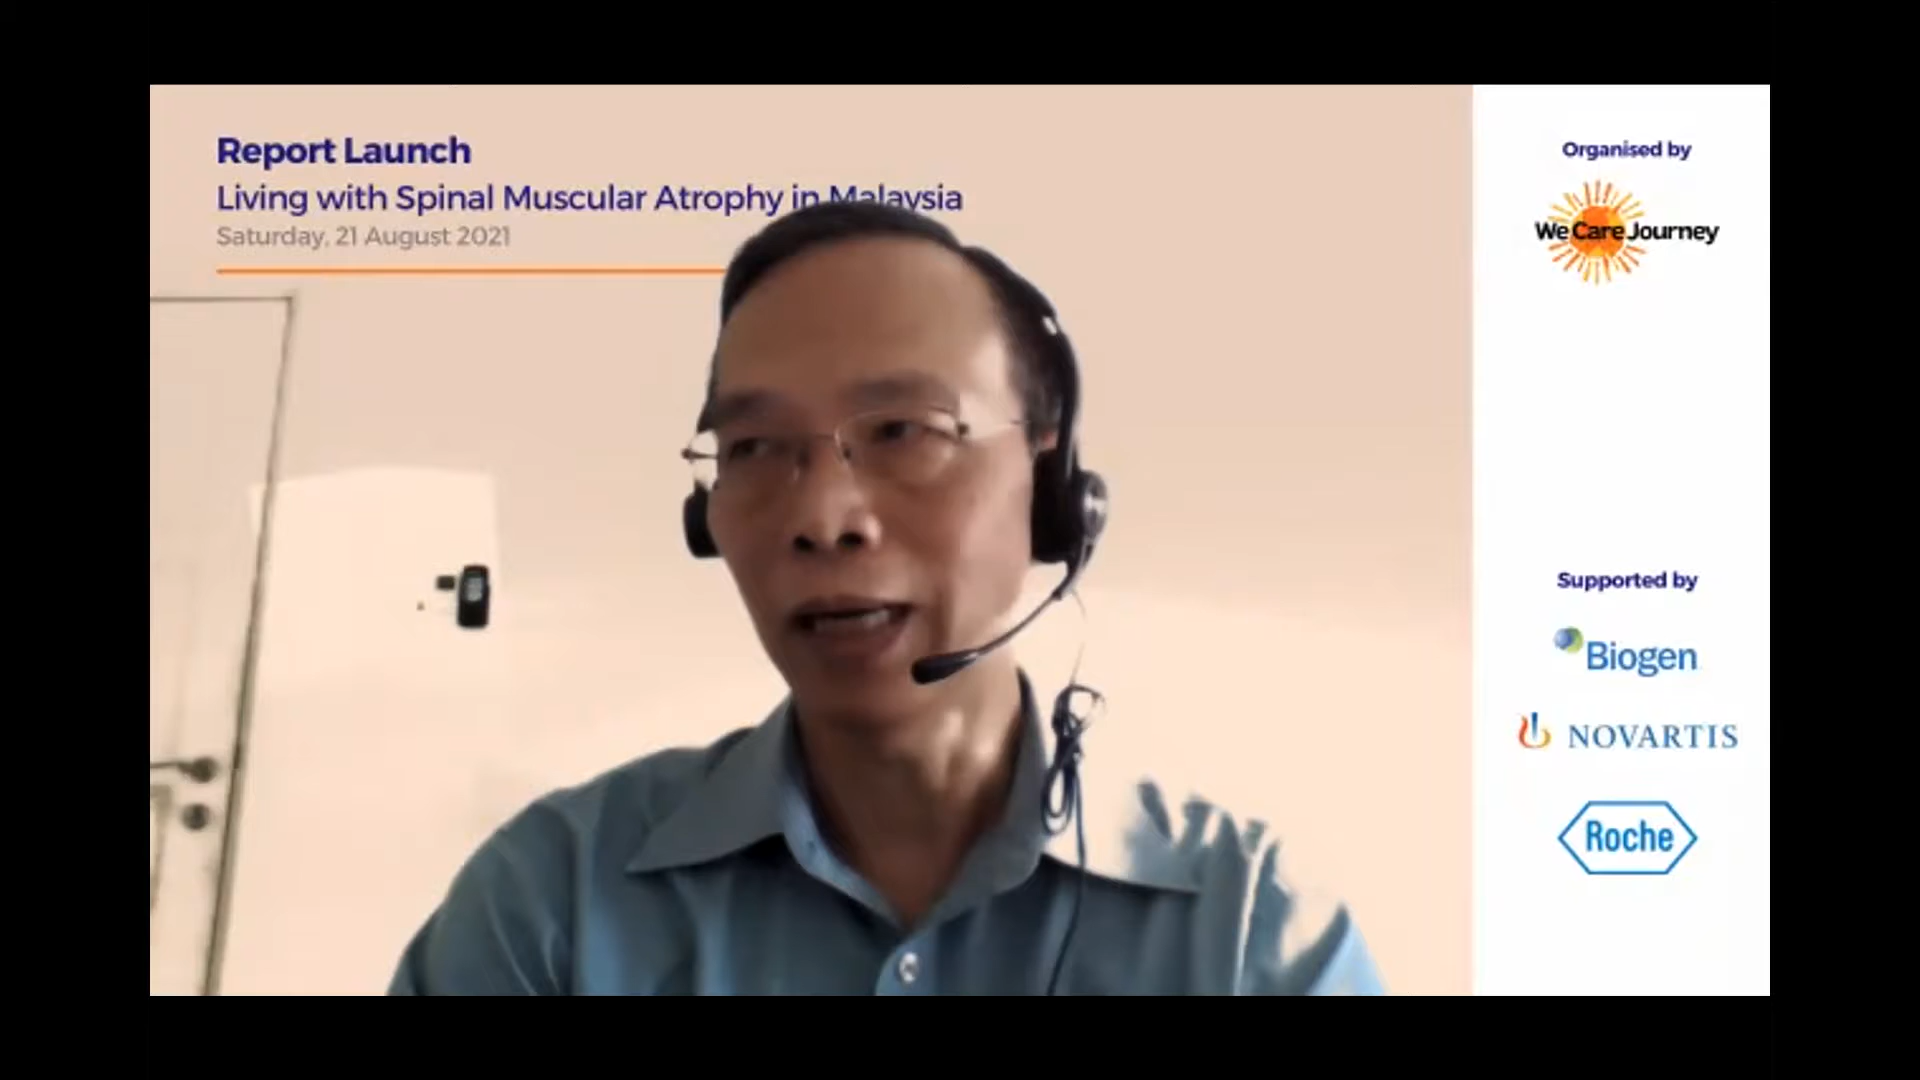 Report Launch
Living with Spinal Muscular Atrophy in Malaysia
Saturday, 21 August 2021
Organised by
We Care Journey
Supported by
Biogen
NOVARTIS
Roche